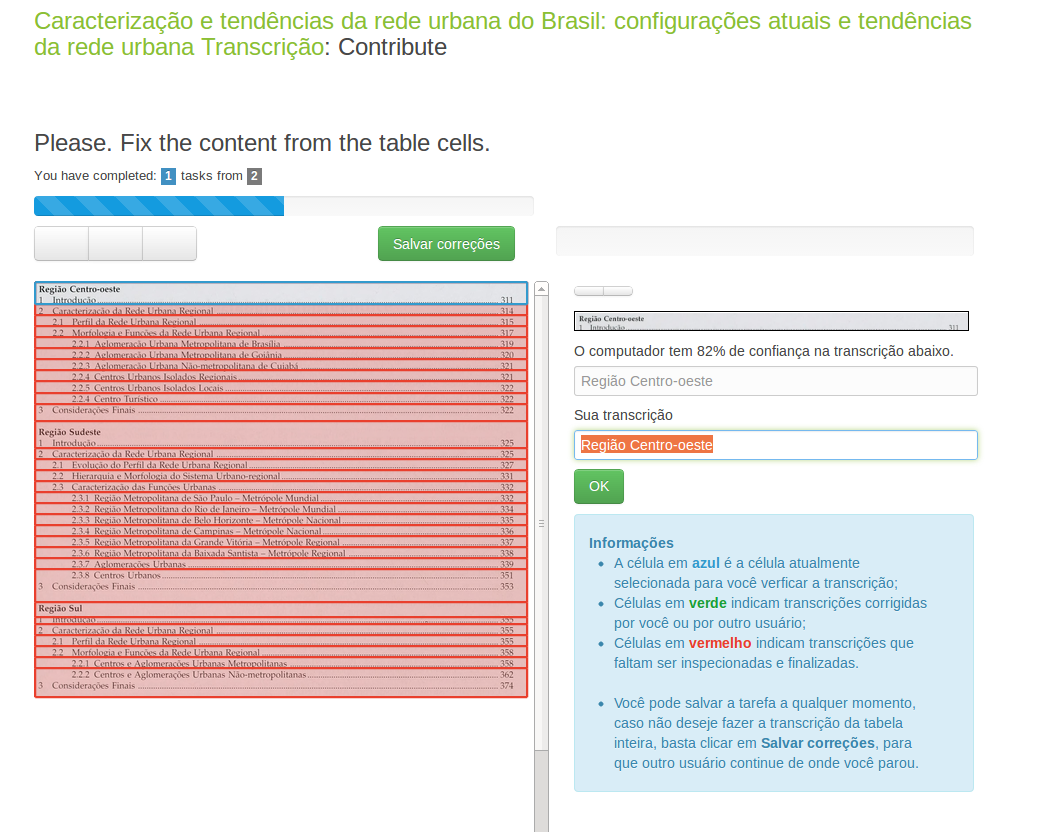 Caracterização e tendências da rede urbana do Brasil: configurações atuais e tendências
da rede urbana Transcrição: Contribute
Please. Fix the content from the table cells.
You have completed: 1 tasks from 2
Salvar correções
Região Centro-oeste
1 Introdução 311
2 Caracterização da Rede Urbana Regional 314
2.1 Perfil da Rede Urbana Regional 315
2.2 Morfologia e Funções da Rede Urbana Regional 317
2.2.1 Aglomeração Urbana Metropolitana de Brasília 319
2.2.2 Aglomeração Urbana Metropolitana de Goiânia 320
2.2.3 Aglomeração Urbana Não-metropolitana de Cuiabá 321
2.2.4 Centros Urbanos Isolados Regionais 321
2.2.5 Centros Urbanos Isolados Locais 322
2.2.4 Centro Turístico 322
3 Considerações Finais 322
Região Sudeste
1 Introdução 325
2 Caracterização da Rede Urbana Regional 325
2.1 Evolução do Perfil da Rede Urbana Regional 327
2.2 Hierarquia e Morfologia do Sistema Urbano-regional 331
2.3 Caracterização das Funções Urbanas 332
2.3.1 Região Metropolitana de São Paulo – Metrópole Mundial 332
2.3.2 Região Metropolitana do Rio de Janeiro – Metrópole Mundial 334
2.3.3 Região Metropolitana de Belo Horizonte – Metrópole Nacional 335
2.3.4 Região Metropolitana de Campinas – Metrópole Nacional 336
2.3.5 Região Metropolitana da Grande Vitória – Metrópole Regional 337
2.3.6 Região Metropolitana da Baixada Santista – Metrópole Regional 338
2.3.7 Aglomerações Urbanas 339
2.3.8 Centros Urbanos 351
3 Considerações Finais 353
Região Sul
1 Introdução 355
2 Caracterização da Rede Urbana Regional 355
2.1 Perfil da Rede Urbana Regional 355
2.2 Morfologia e Funções da Rede Urbana Regional 358
2.2.1 Centros e Aglomerações Urbanas Metropolitanas 358
2.2.2 Centros e Aglomerações Urbanas Não-metropolitanas 362
3 Considerações Finais 374
Região Centro-oeste
1 Introdução 311
O computador tem 82% de confiança na transcrição abaixo.
Região Centro-oeste
Sua transcrição
Região Centro-oeste
OK
Informações
A célula em azul é a célula atualmente
selecionada para você verficar a transcrição;
Células em verde indicam transcrições corrigidas
por você ou por outro usuário;
Células em vermelho indicam transcrições que
faltam ser inspecionadas e finalizadas.
Você pode salvar a tarefa a qualquer momento,
caso não deseje fazer a transcrição da tabela
inteira, basta clicar em Salvar correções, para
que outro usuário continue de onde você parou.